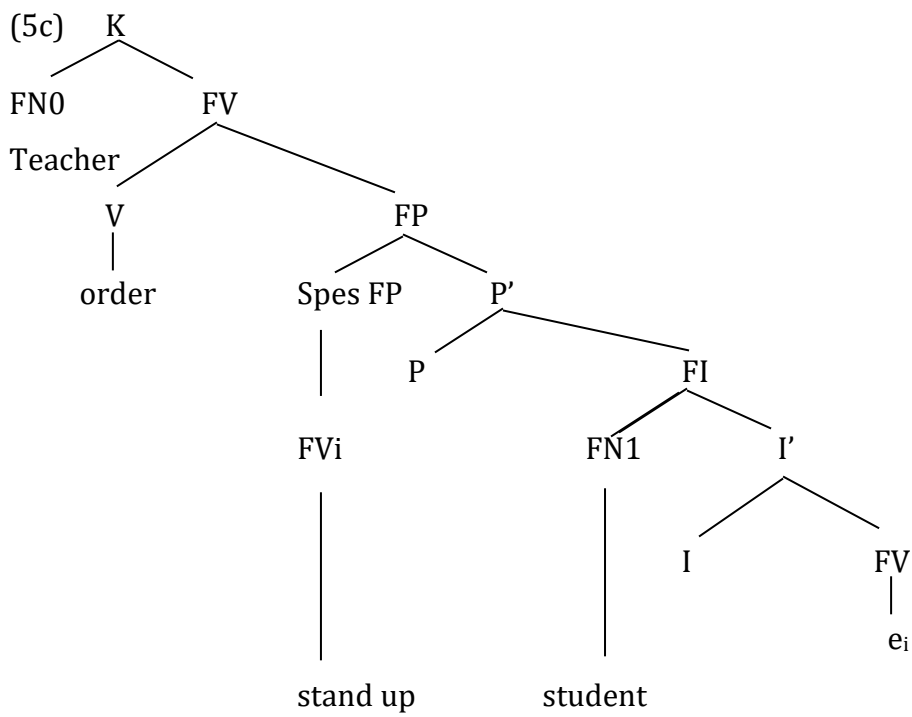 (5c) K
FN0 FV
Teacher
V FP
order Spes FP P’
P FI
FVi FN1 I’
I FV
ei
stand up student